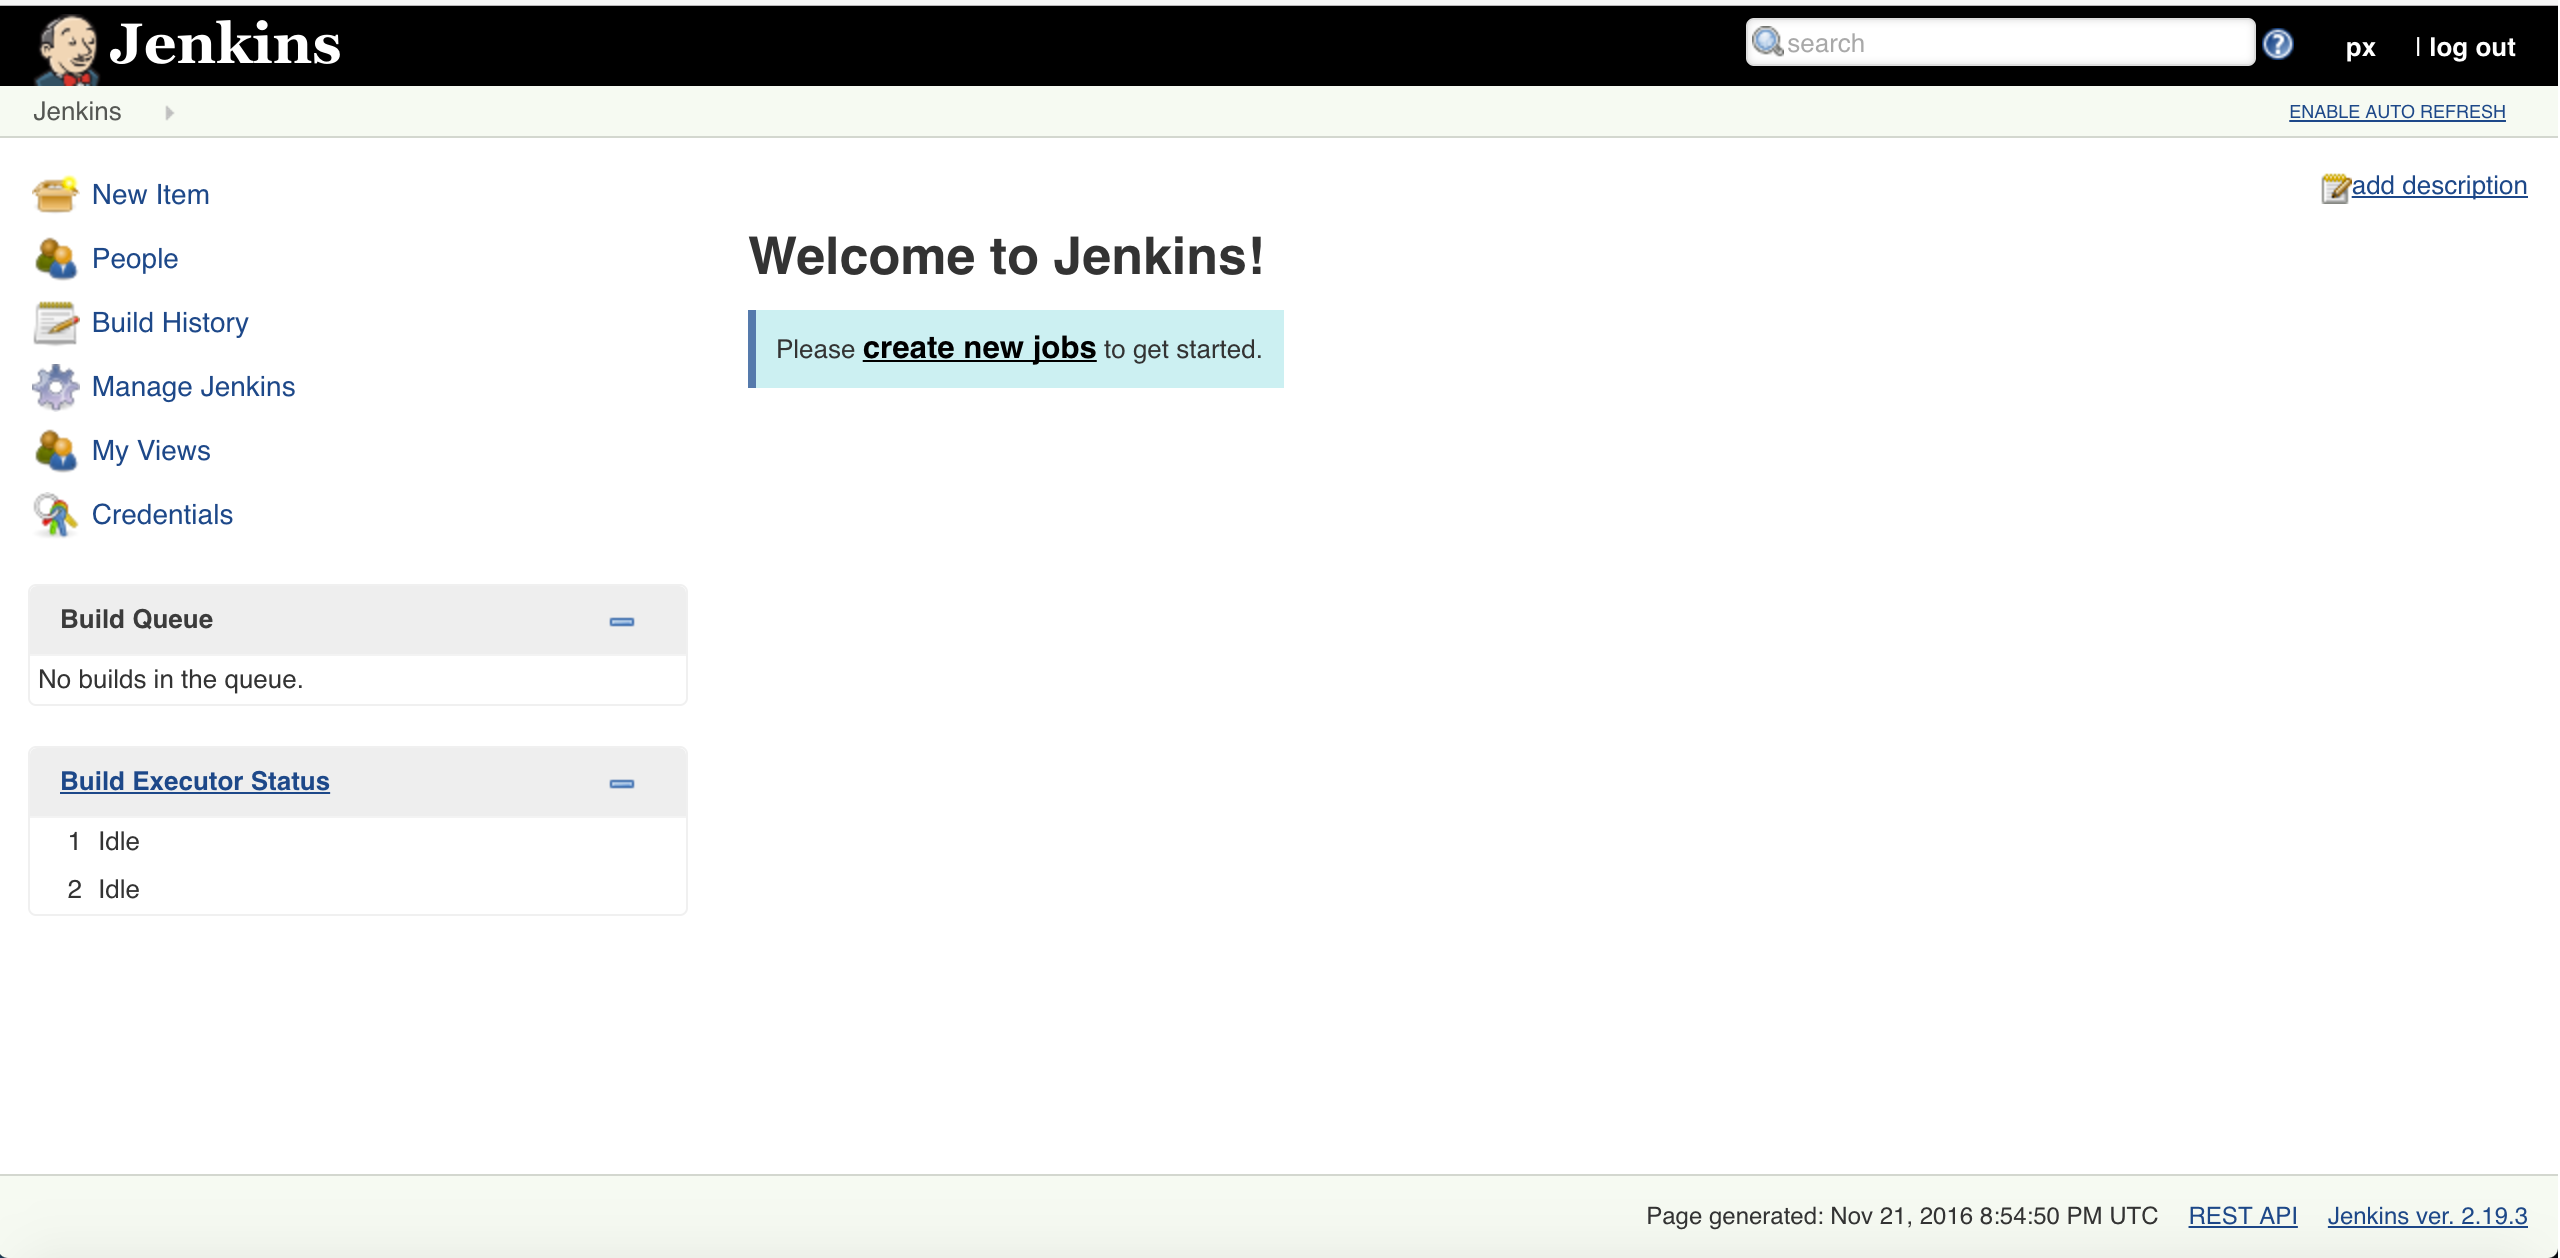 Jenkins
search
px
| log out
Jenkins
ENABLE AUTO REFRESH
New Item
People
Build History
Manage Jenkins
My Views
Credentials
add description
Welcome to Jenkins!
Please create new jobs to get started.
Build Queue
No builds in the queue.
Build Executor Status
1 Idle
2 Idle
Page generated: Nov 21, 2016 8:54:50 PM UTC REST API Jenkins ver. 2.19.3